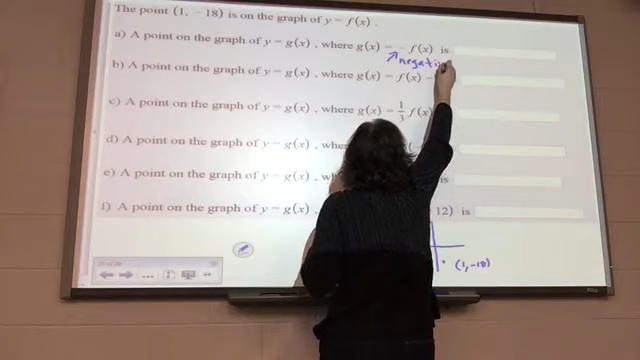 The point (1, −18) is on the graph of y = f(x).
a) A point on the graph of y = g(x), where g(x) = − f(x) is
negati
b) A point on the graph of y = g(x), where g(x) = f(x) −
c) A point on the graph of y = g(x), where g(x) = 1/3 f(x)
d) A point on the graph of y = g(x),
e) A point on the graph of y = g(x), is
f) A point on the graph of y = g(x), 12) is
(1, -18)